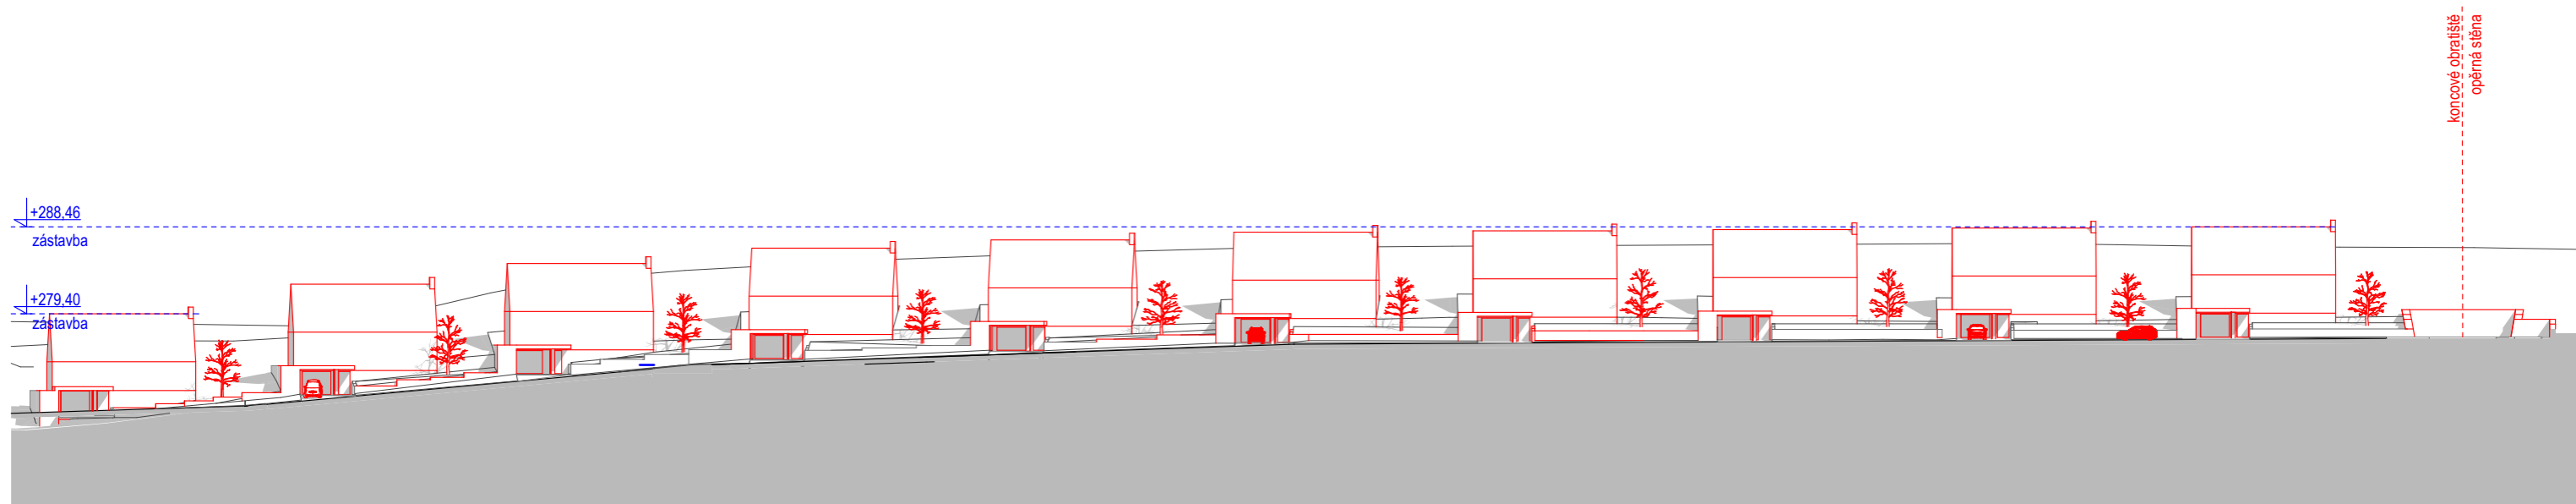 +288,46
zástavba
+279,40
zástavba
koncové obratiště
opěrná stěna